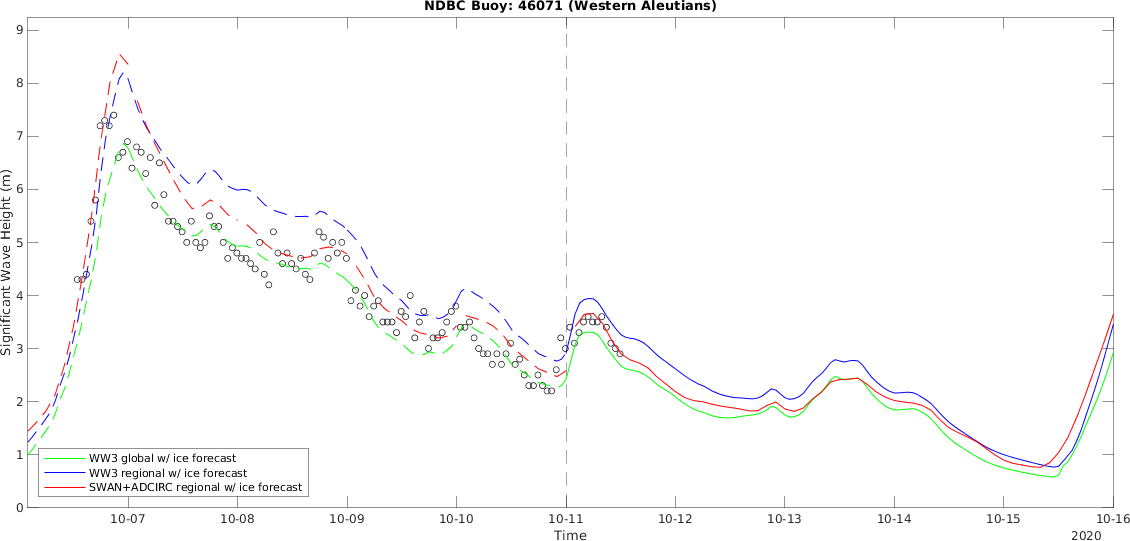 NDBC Buoy: 46071 (Western Aleutians)
9
8
7
6
5
4
3
2
1
0
Significant Wave Height (m)
WW3 global w/ ice forecast
WW3 regional w/ ice forecast
SWAN+ADCIRC regional w/ ice forecast
10-07 10-08 10-09 10-10 10-11 10-12 10-13 10-14 10-15 10-16
Time
2020